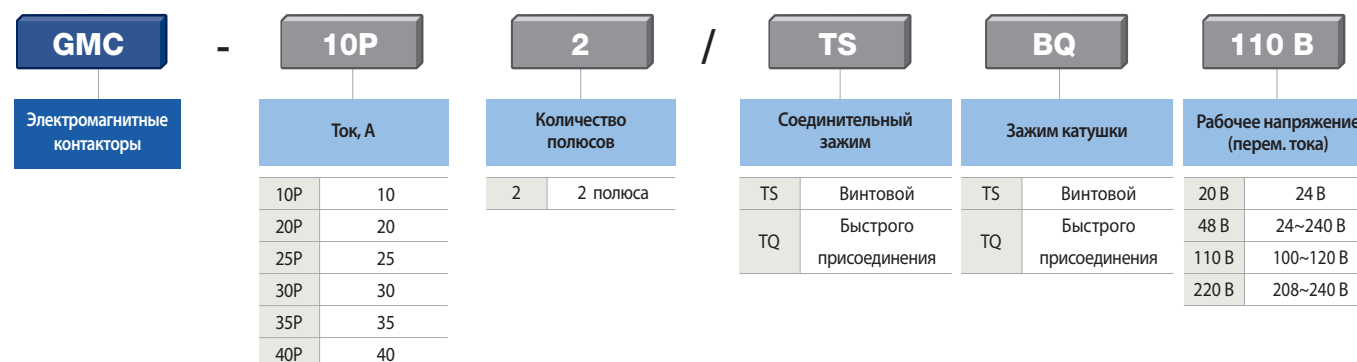 GMC - 10P 2 / TS BQ 110 В
Электромагнитные
контакторы
Ток, А
10P 10
20P 20
25P 25
30P 30
35P 35
40P 40
Количество
полюсов
2 2 полюса
Соединительный
зажим
TS Винтовой
TQ Быстрого
присоединения
Зажим катушки
TS Винтовой
TQ Быстрого
присоединения
Рабочее напряжение
(перем. тока)
20 В 24 В
48 В 24~240 В
110 В 100~120 В
220 В 208~240 В